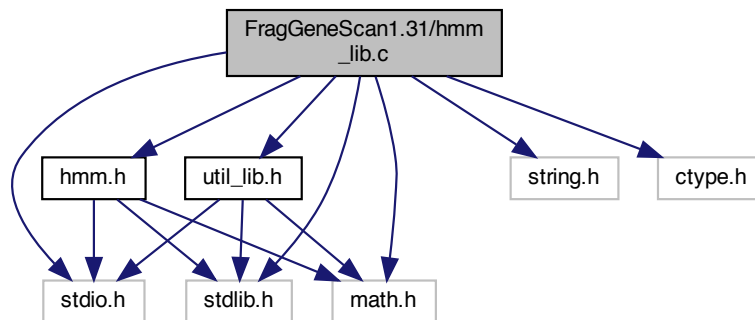 FragGeneScan1.31/hmm
_lib.c
hmm.h
util_lib.h
string.h
ctype.h
stdio.h
stdlib.h
math.h